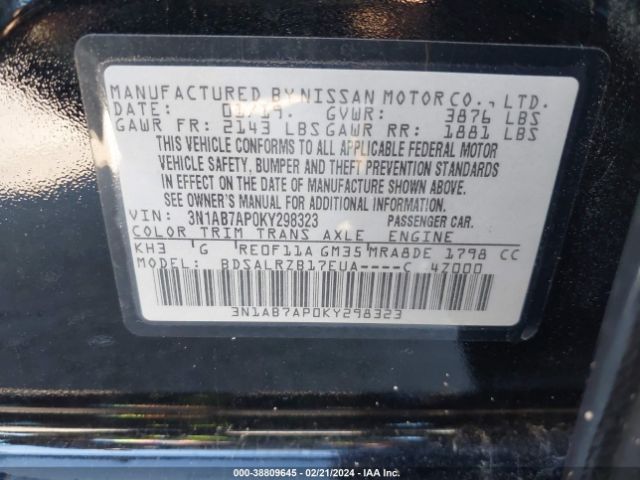 MANUFACTURED BY NISSAN MOTOR CO., LTD.
DATE: 03/19. GVWR: 3876 LBS
GAWR FR: 2143 LBS GAWR RR: 1881 LBS
THIS VEHICLE CONFORMS TO ALL APPLICABLE FEDERAL MOTOR
VEHICLE SAFETY, BUMPER AND THEFT PREVENTION STANDARDS
IN EFFECT ON THE DATE OF MANUFACTURE SHOWN ABOVE.
SEE OWNER'S MANUAL FOR ADDITIONAL INFORMATION.
VIN: 3N1AB7AP0KY298323 PASSENGER CAR.
COLOR TRIM TRANS AXLE ENGINE
KH3 G RE0F11A GM35 MRA8DE 1798 CC
MODEL: BDSALRZB17EUA----C 47000
3N1AB7AP0KY298323
000-38809645 - 02/21/2024 - IAA Inc.